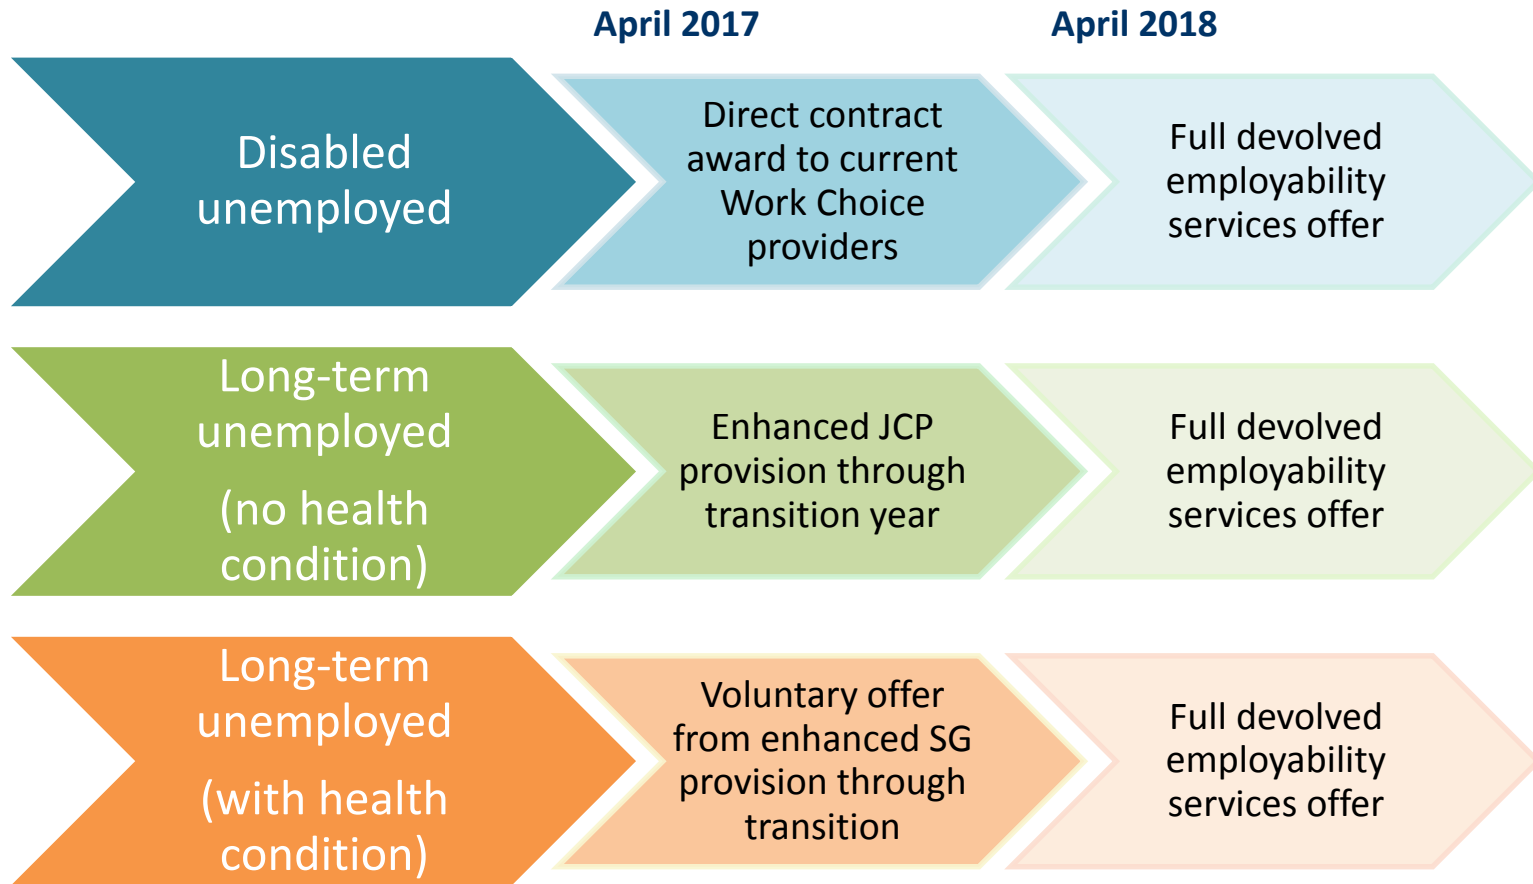 April 2017
April 2018
Disabled
unemployed
Direct contract
award to current
Work Choice
providers
Full devolved
employability
services offer
Long-term
unemployed
(no health
condition)
Enhanced JCP
provision through
transition year
Full devolved
employability
services offer
Long-term
unemployed
(with health
condition)
Voluntary offer
from enhanced SG
provision through
transition
Full devolved
employability
services offer